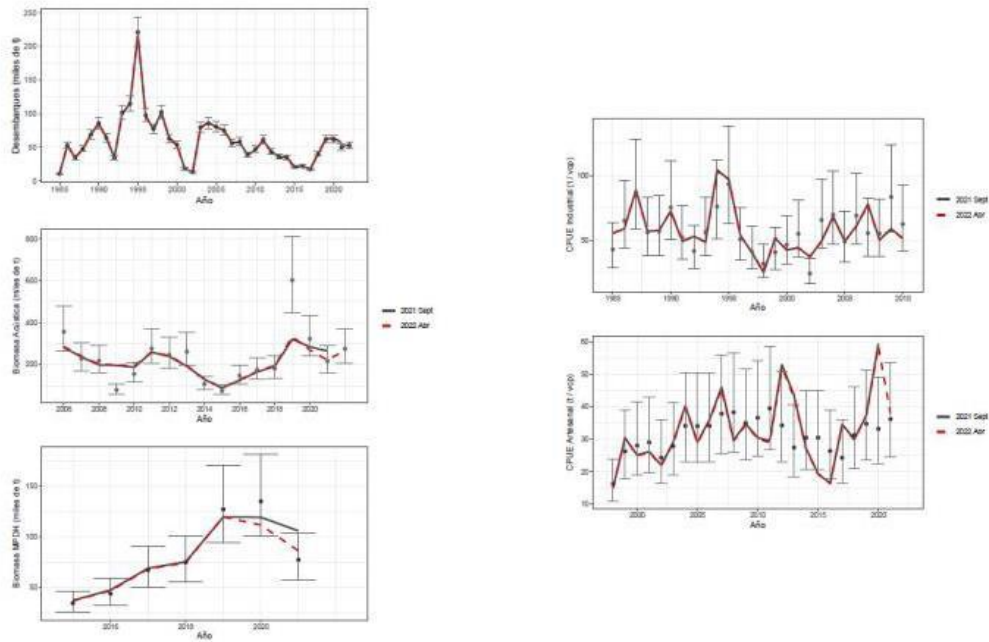 Desembarques (miles de t)
250
200
150
100
50
0
1985 1990 1995 2000 2005 2010 2015 2020
Año
Biomasa Acústica (miles de t)
800
600
400
200
2006 2008 2010 2012 2014 2016 2018 2020
Año
2021 Sept
2022 Abr
Biomasa MPDH (miles de t)
150
100
50
2016 2018 2020
Año
CPUE Industrial (t / vcp)
100
50
1985 1990 1995 2000 2005 2010
Año
2021 Sept
2022 Abr
CPUE Artesanal (t / vcp)
60
50
40
30
20
10
2000 2005 2010 2015 2020
Año
2021 Sept
2022 Abr